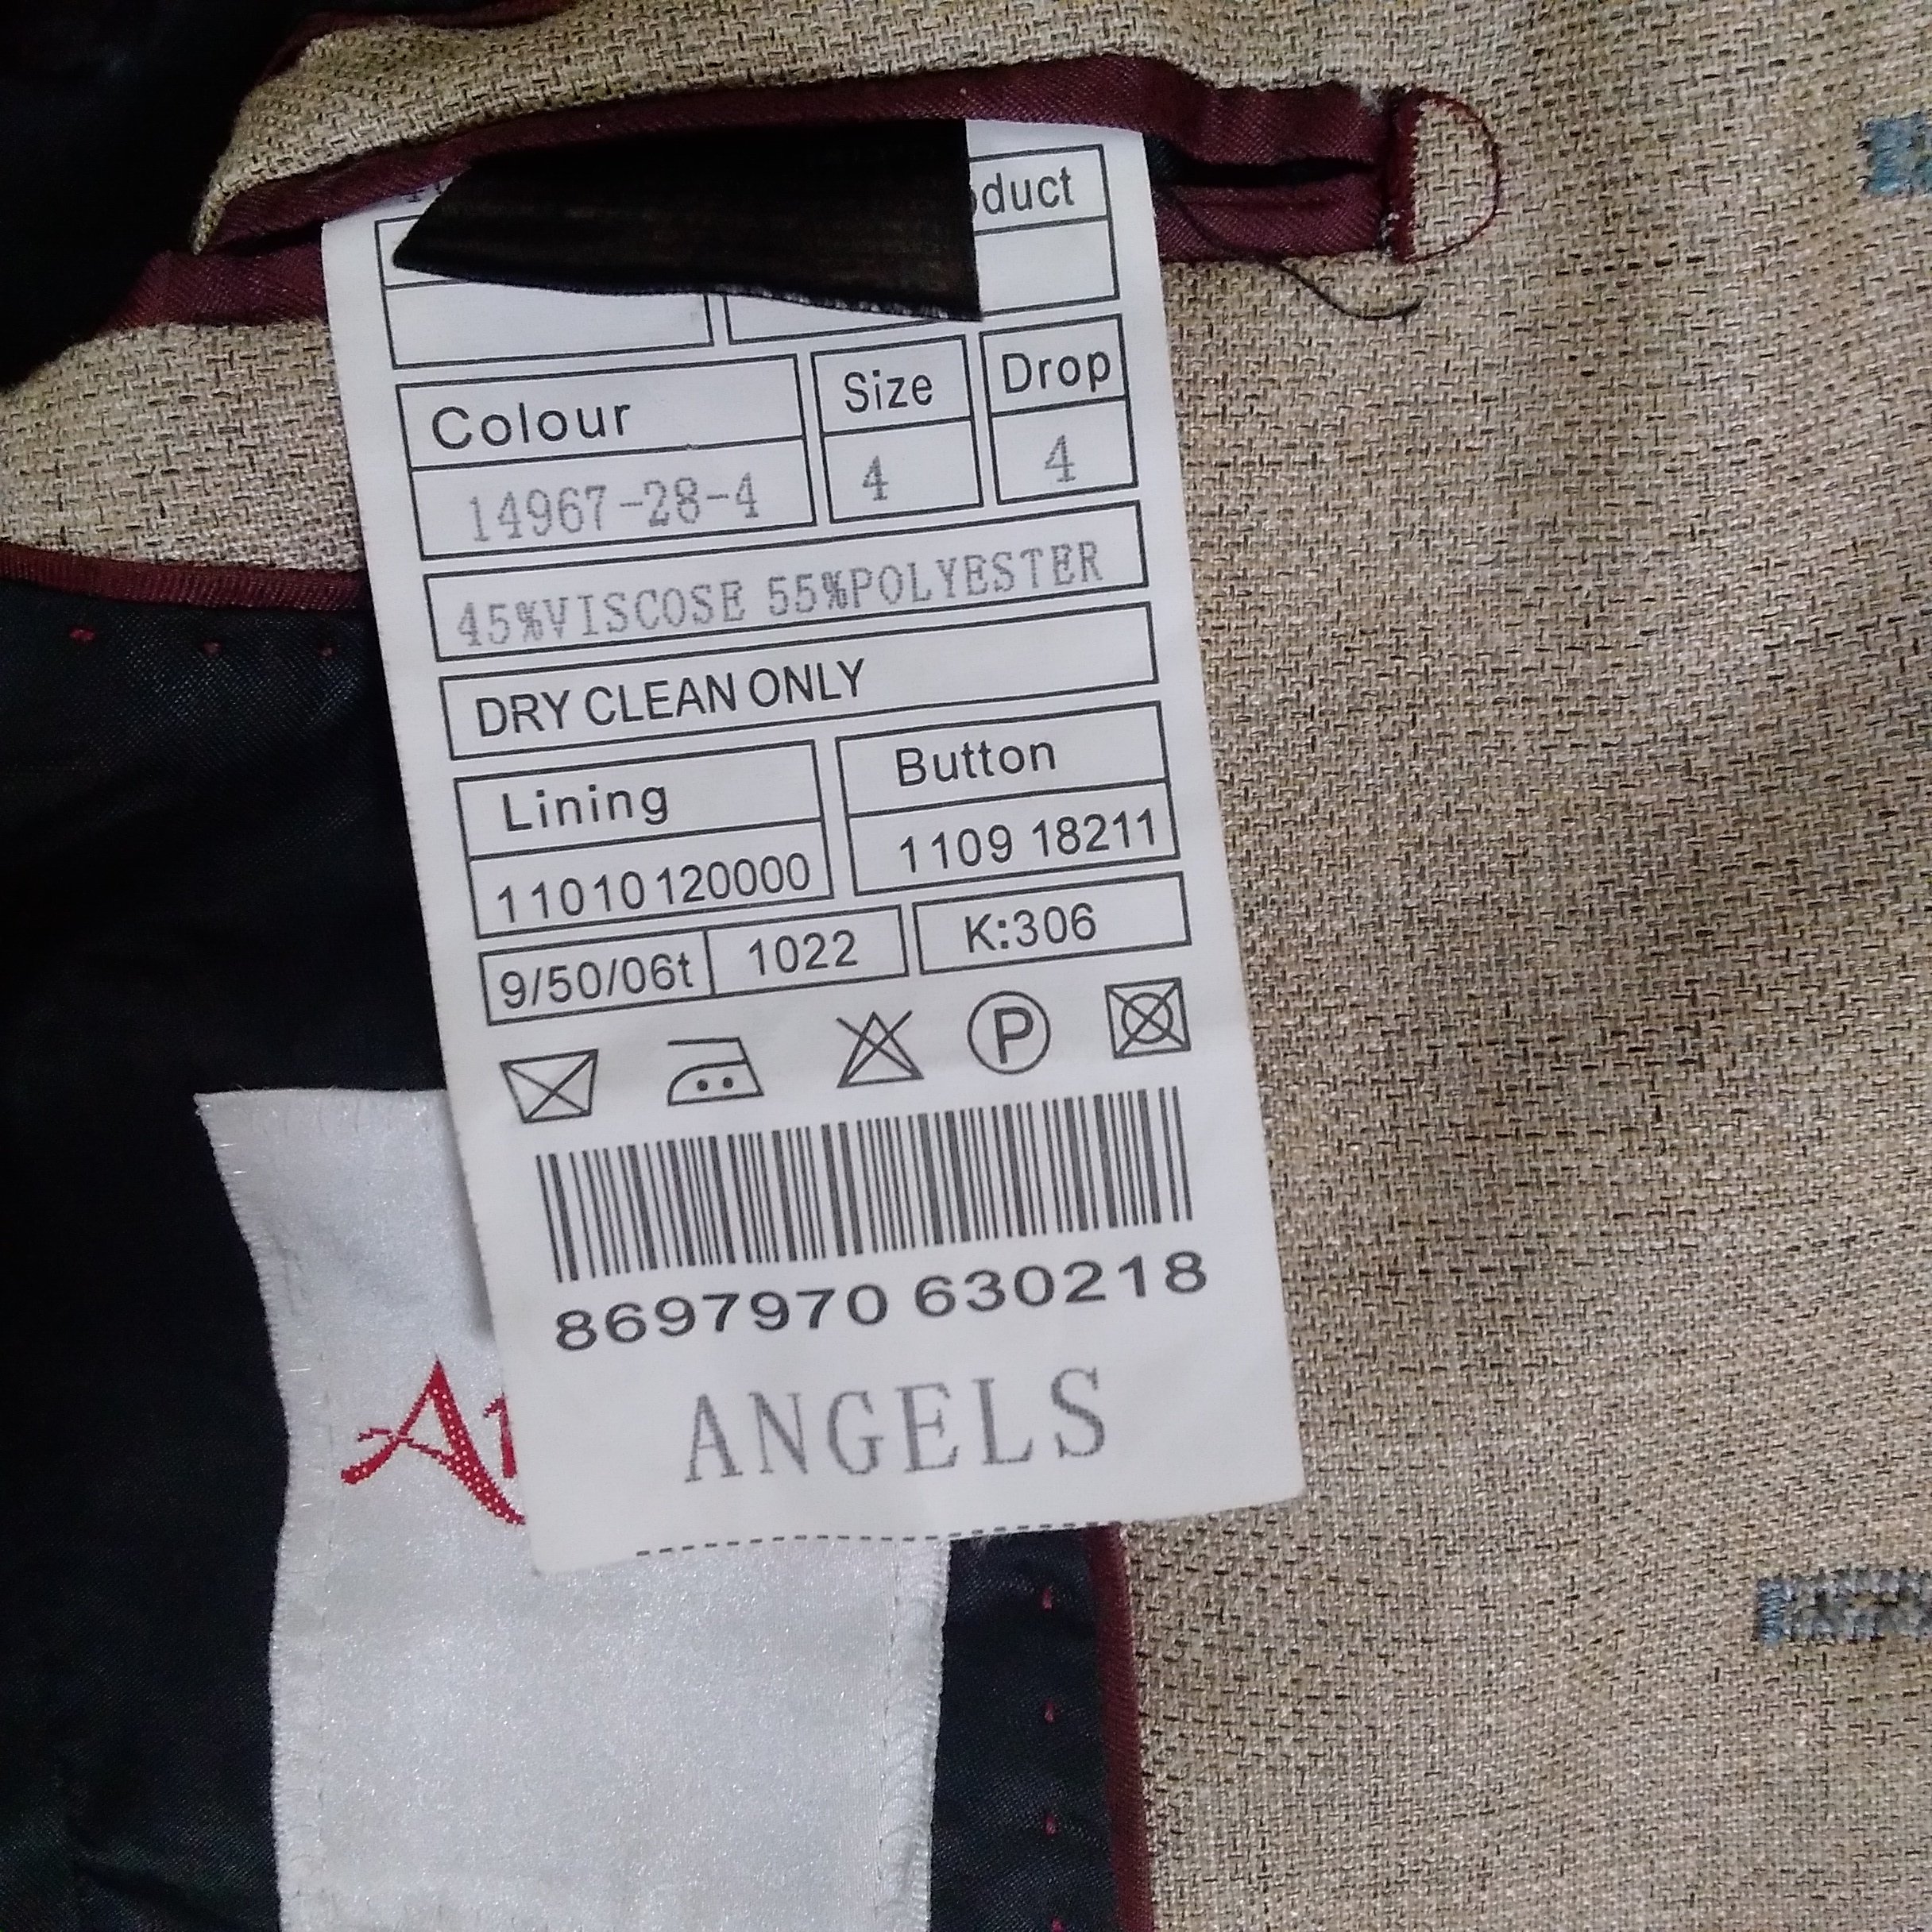 Colour Size Drop
14967-28-4 4 4
45%VISCOSE 55%POLYESTER
DRY CLEAN ONLY
Lining Button
11010120000 1109 18211
9/50/06t 1022 K:306
P
8697970 630218
ANGELS